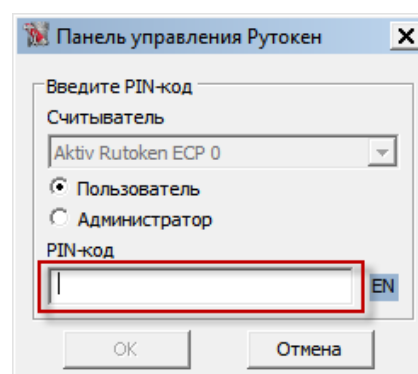 Панель управления Рутокен
Введите PIN-код
Считыватель
Aktiv Rutoken ECP 0
Пользователь
Администратор
PIN-код
EN
OK
Отмена